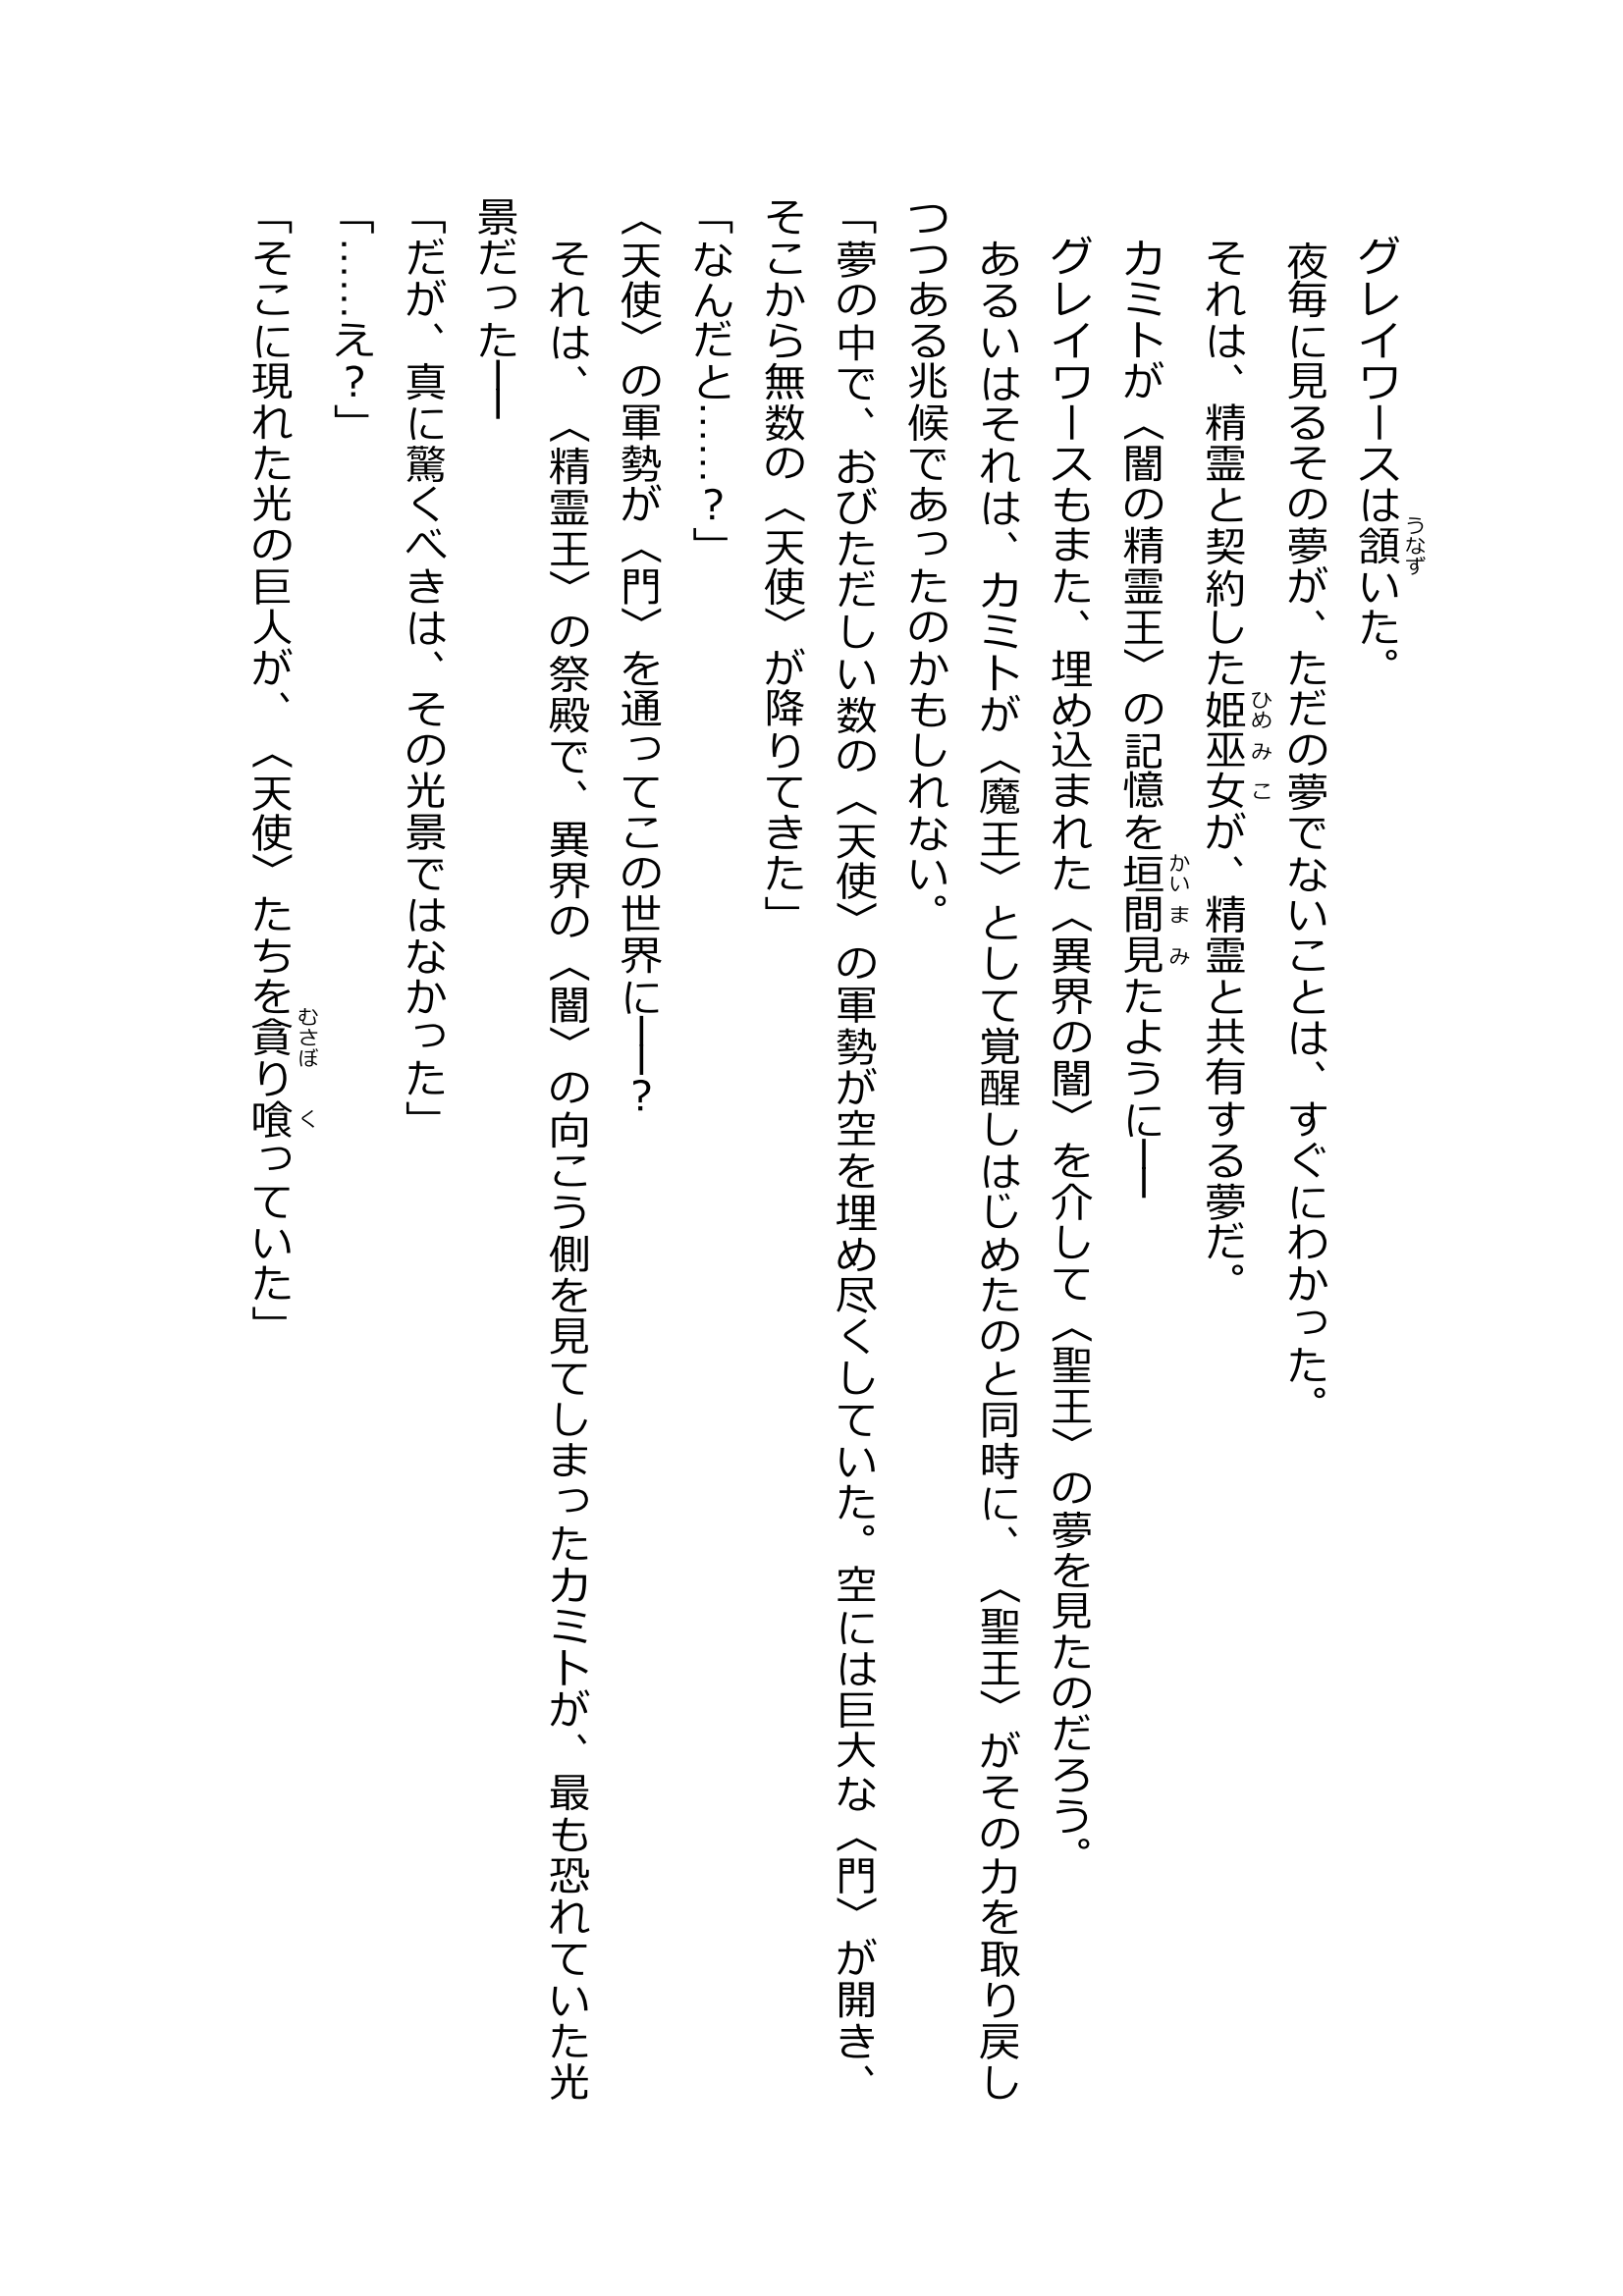 グレイワースは頷いた。
夜毎に見るその夢が、ただの夢でないことは、すぐにわかった。
それは、精霊と契約した姫巫女が、精霊と共有する夢だ。
カミトが〈闇の精霊王〉の記憶を垣間見たように――
グレイワースもまた、埋め込まれた〈異界の闇〉を介して〈聖王〉の夢を見たのだろう。
あるいはそれは、カミトが〈魔王〉として覚醒しはじめたのと同時に、〈聖王〉がその力を取り戻し
つつある兆候であったのかもしれない。
「夢の中で、おびただしい数の〈天使〉の軍勢が空を埋め尽くしていた。空には巨大な〈門〉が開き、
そこから無数の〈天使〉が降りてきた」
「なんだと……？」
〈天使〉の軍勢が〈門〉を通ってこの世界に――？
それは、〈精霊王〉の祭殿で、異界の〈闇〉の向こう側を見てしまったカミトが、最も恐れていた光
景だった――
「だが、真に驚くべきは、その光景ではなかった」
「……え？」
「そこに現れた光の巨人が、〈天使〉たちを貪り喰っていた」